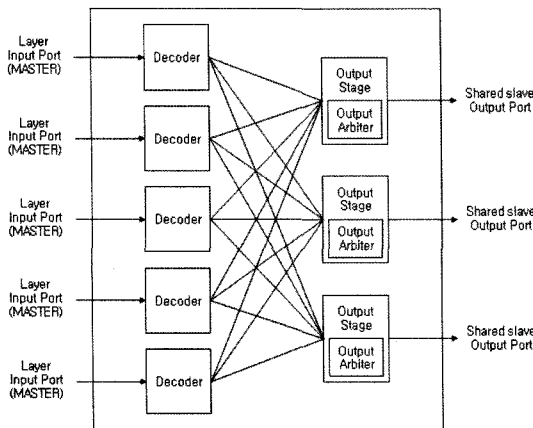 Layer
Input Port
(MASTER)
Decoder
Layer
Input Port
(MASTER)
Decoder
Layer
Input Port
(MASTER)
Decoder
Layer
Input Port
(MASTER)
Decoder
Layer
Input Port
(MASTER)
Decoder
Output
Stage
Output
Arbiter
Shared slave
Output Port
Output
Stage
Output
Arbiter
Shared slave
Output Port
Output
Stage
Output
Arbiter
Shared slave
Output Port